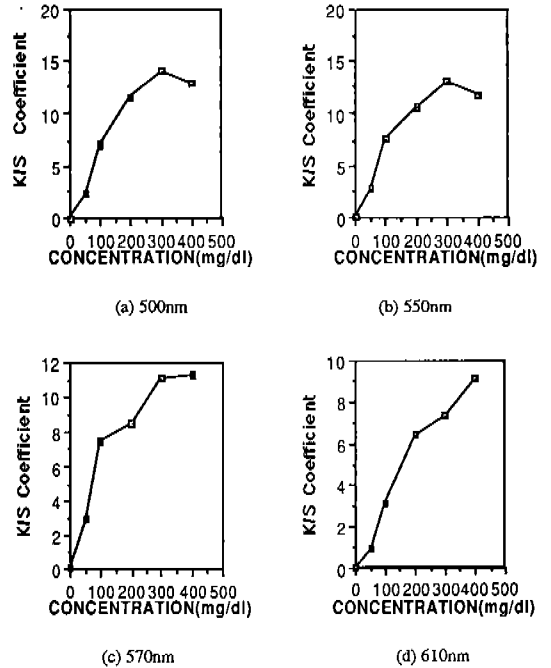 20
15
10
5
0
K/S Coefficient
0 100 200 300 400 500
CONCENTRATION(mg/dl)
(a) 500nm
20
15
10
5
0
K/S Coefficient
0 100 200 300 400 500
CONCENTRATION(mg/dl)
(b) 550nm
12
10
8
6
4
2
0
K/S Coefficient
0 100 200 300 400 500
CONCENTRATION(mg/dl)
(c) 570nm
10
8
6
4
2
0
K/S Coefficient
0 100 200 300 400 500
CONCENTRATION(mg/dl)
(d) 610nm